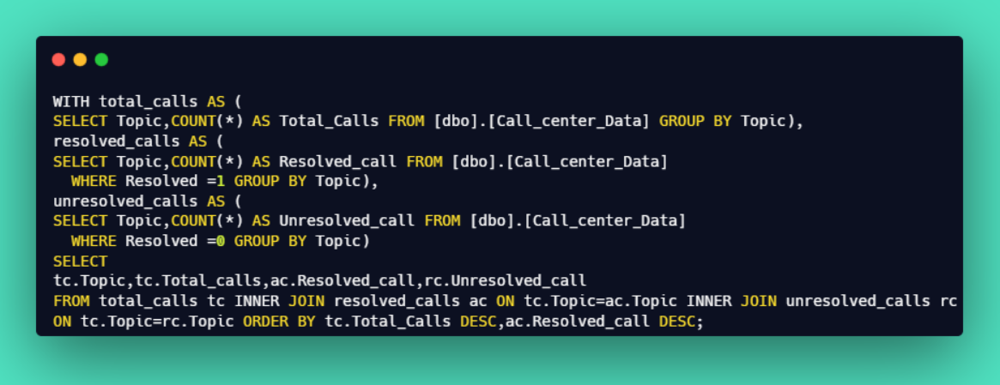 WITH total_calls AS (
SELECT Topic,COUNT(*) AS Total_Calls FROM [dbo].[Call_center_Data] GROUP BY Topic),
resolved_calls AS (
SELECT Topic,COUNT(*) AS Resolved_call FROM [dbo].[Call_center_Data]
  WHERE Resolved =1 GROUP BY Topic),
unresolved_calls AS (
SELECT Topic,COUNT(*) AS Unresolved_call FROM [dbo].[Call_center_Data]
  WHERE Resolved =0 GROUP BY Topic)
SELECT
tc.Topic,tc.Total_calls,ac.Resolved_call,rc.Unresolved_call
FROM total_calls tc INNER JOIN resolved_calls ac ON tc.Topic=ac.Topic INNER JOIN unresolved_calls rc
ON tc.Topic=rc.Topic ORDER BY tc.Total_Calls DESC,ac.Resolved_call DESC;